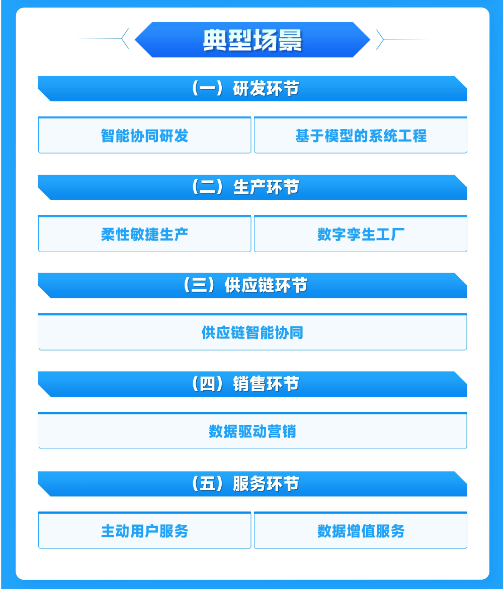 典型场景
（一）研发环节
智能协同研发
基于模型的系统工程
（二）生产环节
柔性敏捷生产
数字孪生工厂
（三）供应链环节
供应链智能协同
（四）销售环节
数据驱动营销
（五）服务环节
主动用户服务
数据增值服务